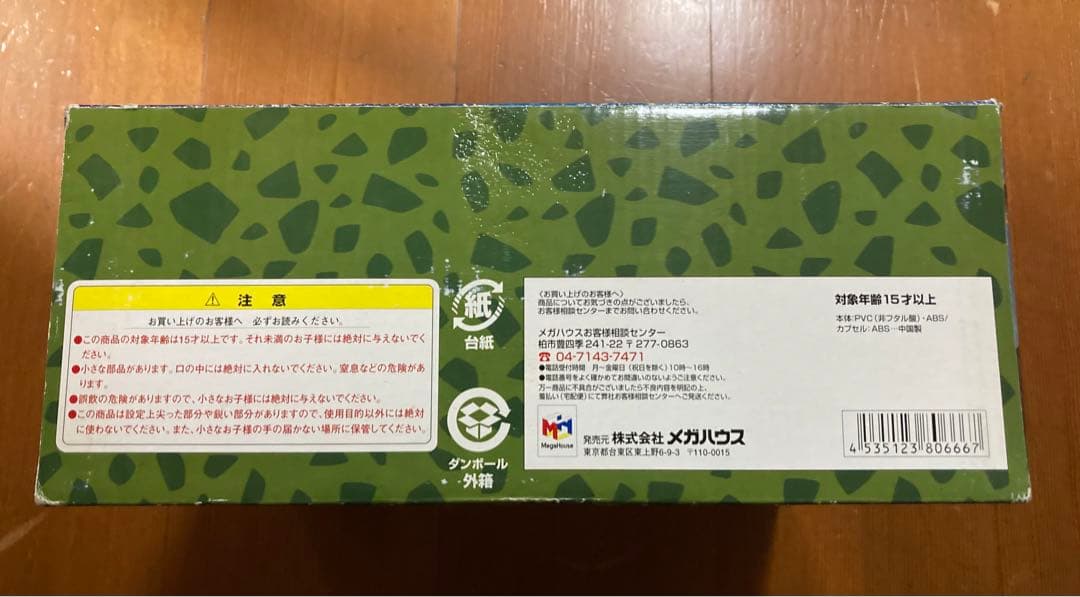 ⚠ 注意
お買い上げのお客様へ 必ずお読みください。
●この商品の対象年齢は15才以上です。それ未満のお子様には絶対に与えないでく
ださい。
●小さな部品があります。口の中には絶対に入れないでください。窒息などの危険があ
ります。
●誤飲の危険がありますので、小さなお子様には絶対に与えないでください。
●この商品は設定上尖った部分や鋭い部分がありますので、使用目的以外には絶対
に使わないでください。また、小さなお子様の手の届かない場所に保管してください。
紙
台紙
ダンボール
外箱
〈お買い上げのお客様へ〉
商品についてお気づきの点がございましたら、
お客様相談センターまでお問い合わせください。
メガハウスお客様相談センター
柏市豊四季241-22 〒277-0863
☎ 04-7143-7471
●電話受付時間 月〜金曜日(祝日を除く)10時〜16時
●電話番号をよく確かめてお間違いのないようご注意ください。
万一商品に不具合がございましたら不良内容を明記の上、
着払い(宅配便)にて弊社お客様相談センターへご発送ください。
MegaHouse
発売元 株式会社 メガハウス
東京都台東区東上野6-9-3 〒110-0015
対象年齢15才以上
本体:PVC(非フタル酸)・ABS/
カプセル:ABS…中国製
4 535123 806667